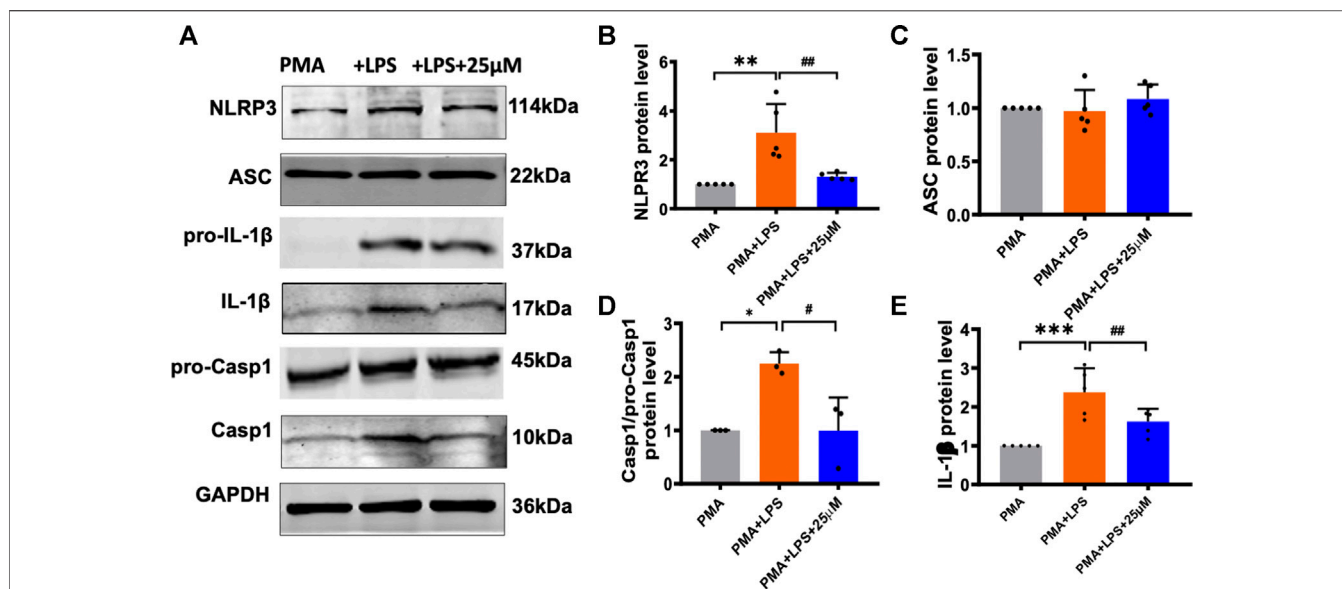 A
PMA +LPS +LPS+25μM
NLRP3 114kDa
ASC 22kDa
pro-IL-1β 37kDa
IL-1β 17kDa
pro-Casp1 45kDa
Casp1 10kDa
GAPDH 36kDa
B
NLPR3 protein level
6
4
2
0
** ##
PMA
PMA+LPS
PMA+LPS+25μM
C
ASC protein level
1.5
1.0
0.5
0.0
PMA
PMA+LPS
PMA+LPS+25μM
D
Casp1/pro-Casp1
protein level
3
2
1
0
* #
PMA
PMA+LPS
PMA+LPS+25μM
E
IL-1β protein level
4
3
2
1
0
*** ##
PMA
PMA+LPS
PMA+LPS+25μM